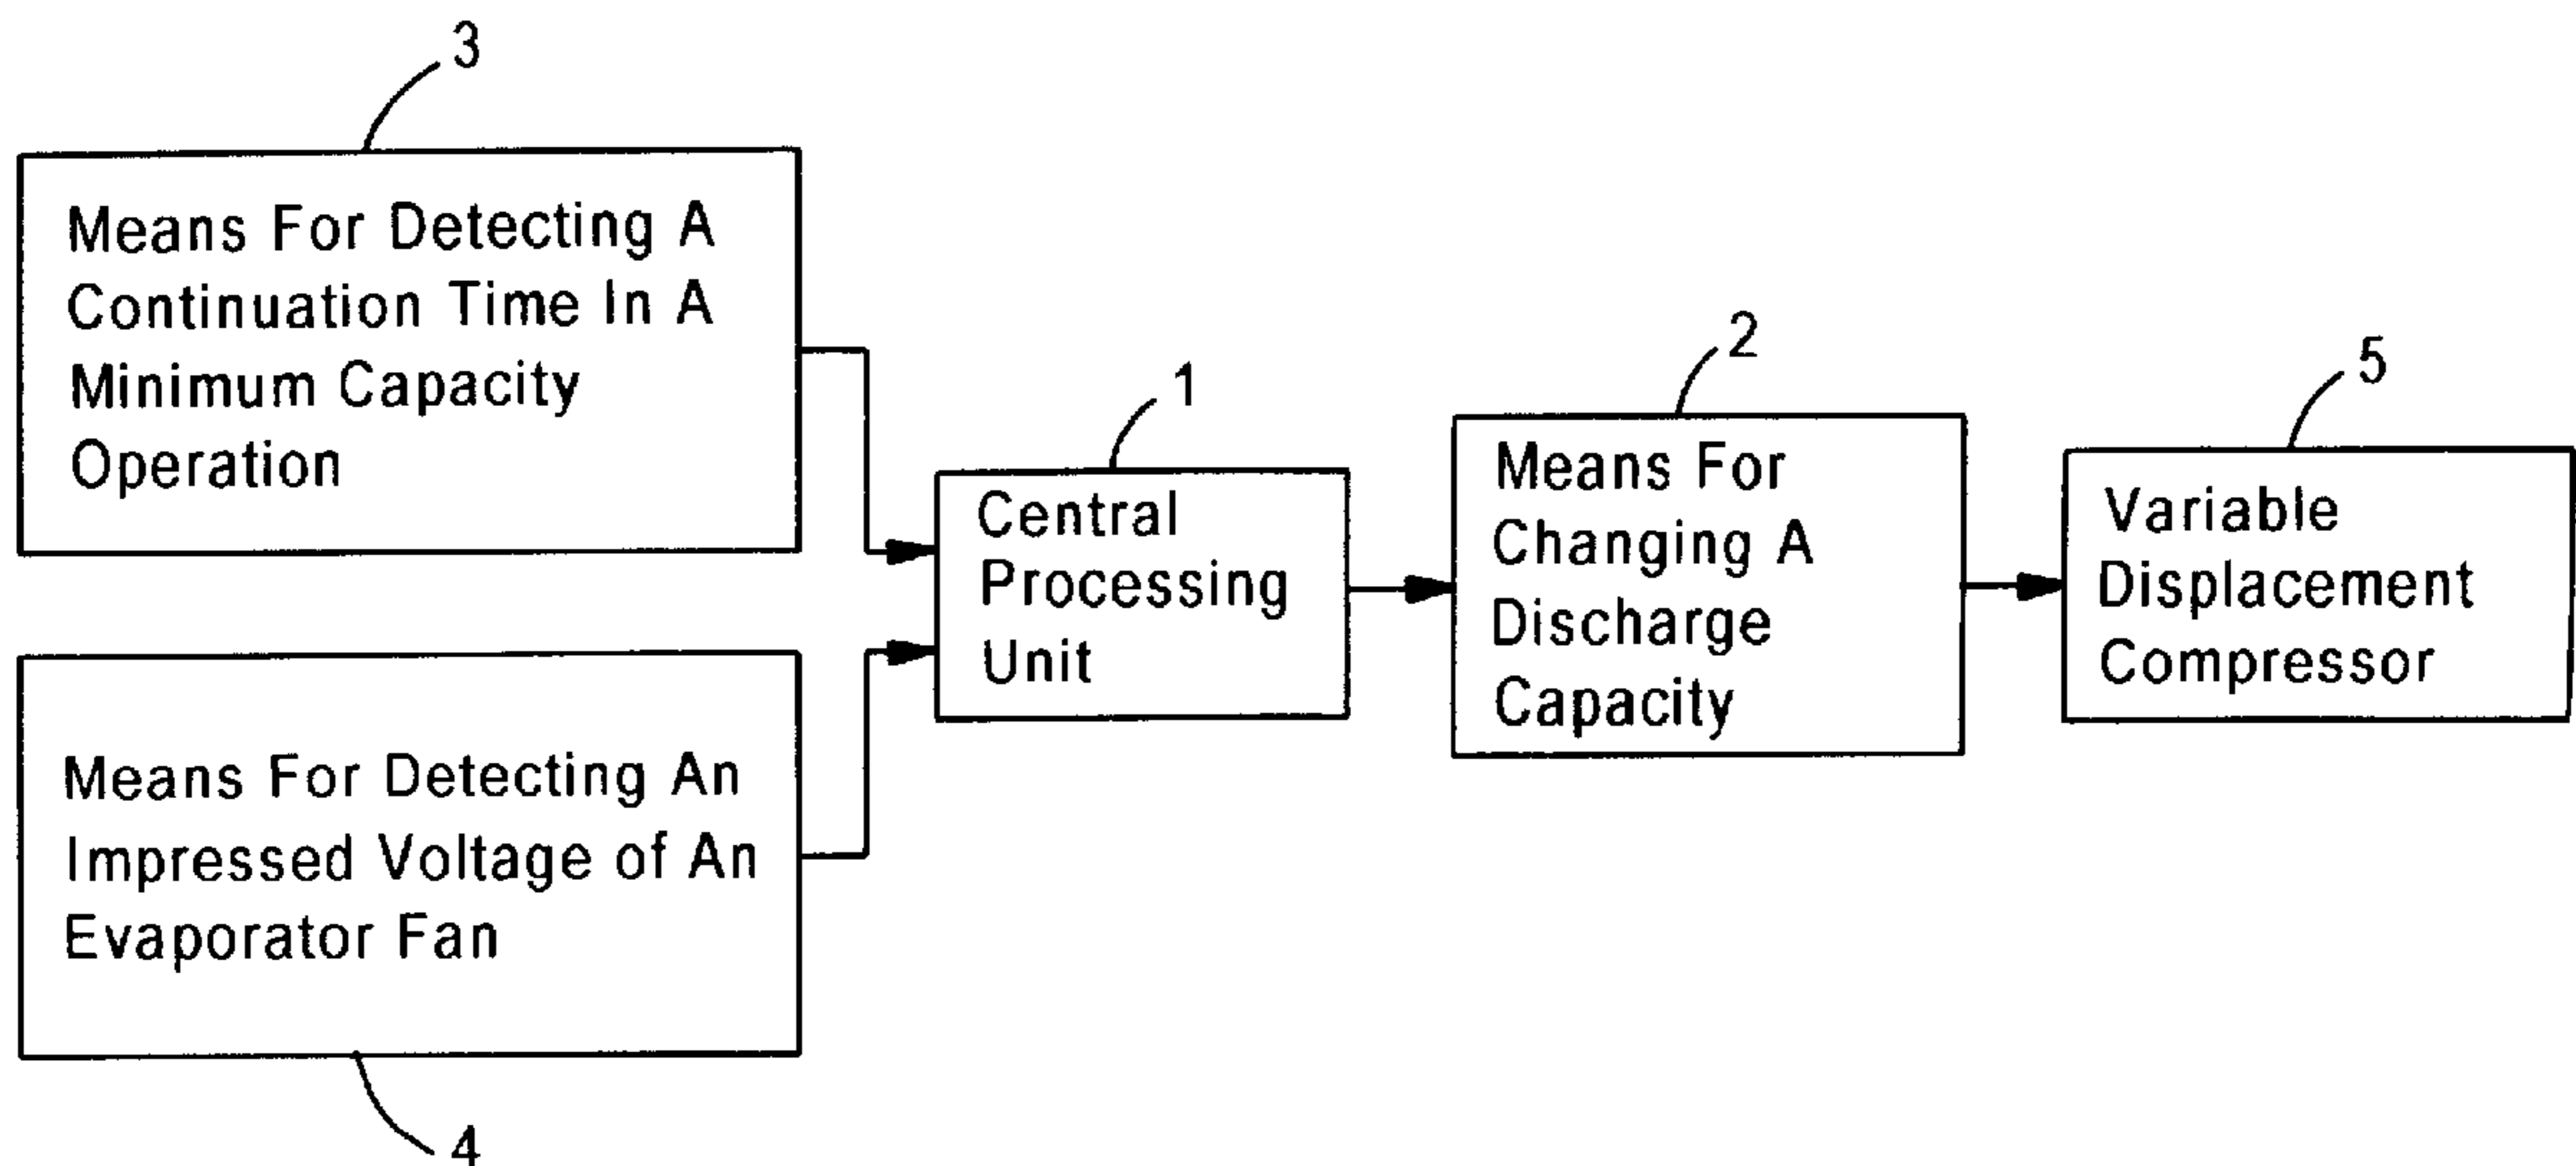 3
Means For Detecting A
Continuation Time In A
Minimum Capacity
Operation
Means For Detecting An
Impressed Voltage of An
Evaporator Fan
4
1
Central
Processing
Unit
2
Means For
Changing A
Discharge
Capacity
5
Variable
Displacement
Compressor